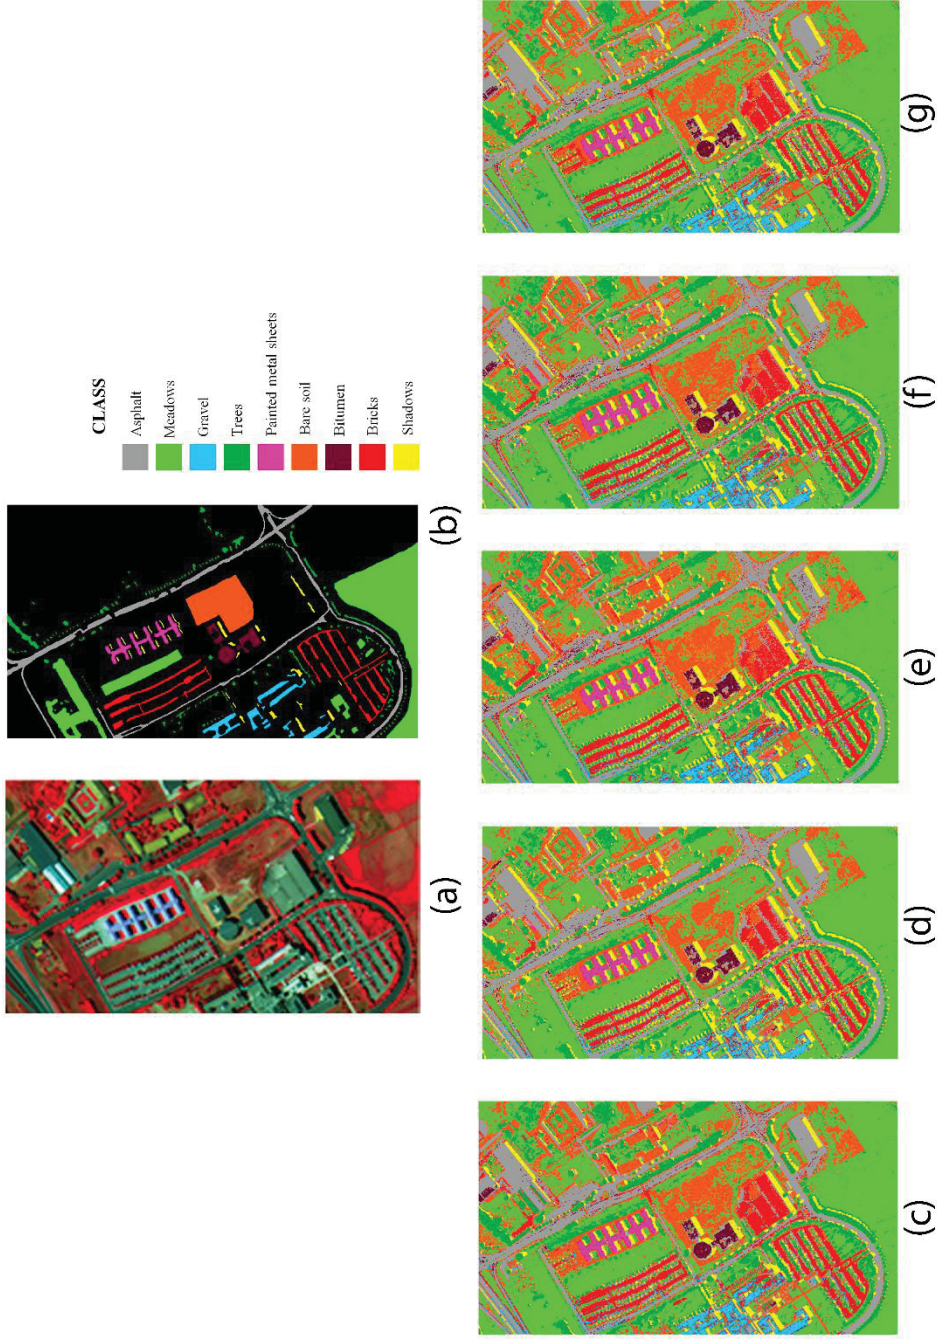 (a)
(b)
CLASS
Asphalt
Meadows
Gravel
Trees
Painted metal sheets
Bare soil
Bitumen
Bricks
Shadows
(c)
(d)
(e)
(f)
(g)